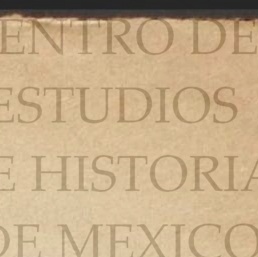 ENTRO DE
ESTUDIOS
E HISTORIA
DE MEXICO